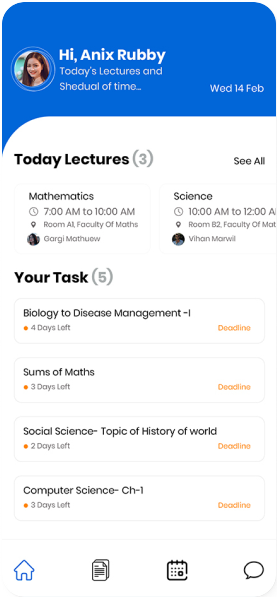 Hi, Anix Rubby
Today's Lectures and
Shedual of time...
Wed 14 Feb
Today Lectures (3)
See All
Mathematics
7:00 AM to 10:00 AM
Room A1, Faculty Of Maths
Gargi Mathuew
Science
10:00 AM to 12:00 A
Room B2, Faculty Of Mat
Vihan Marwil
Your Task (5)
Biology to Disease Management -I
4 Days Left
Deadline
Sums of Maths
3 Days Left
Deadline
Social Science- Topic of History of world
2 Days Left
Deadline
Computer Science- Ch-1
3 Days Left
Deadline